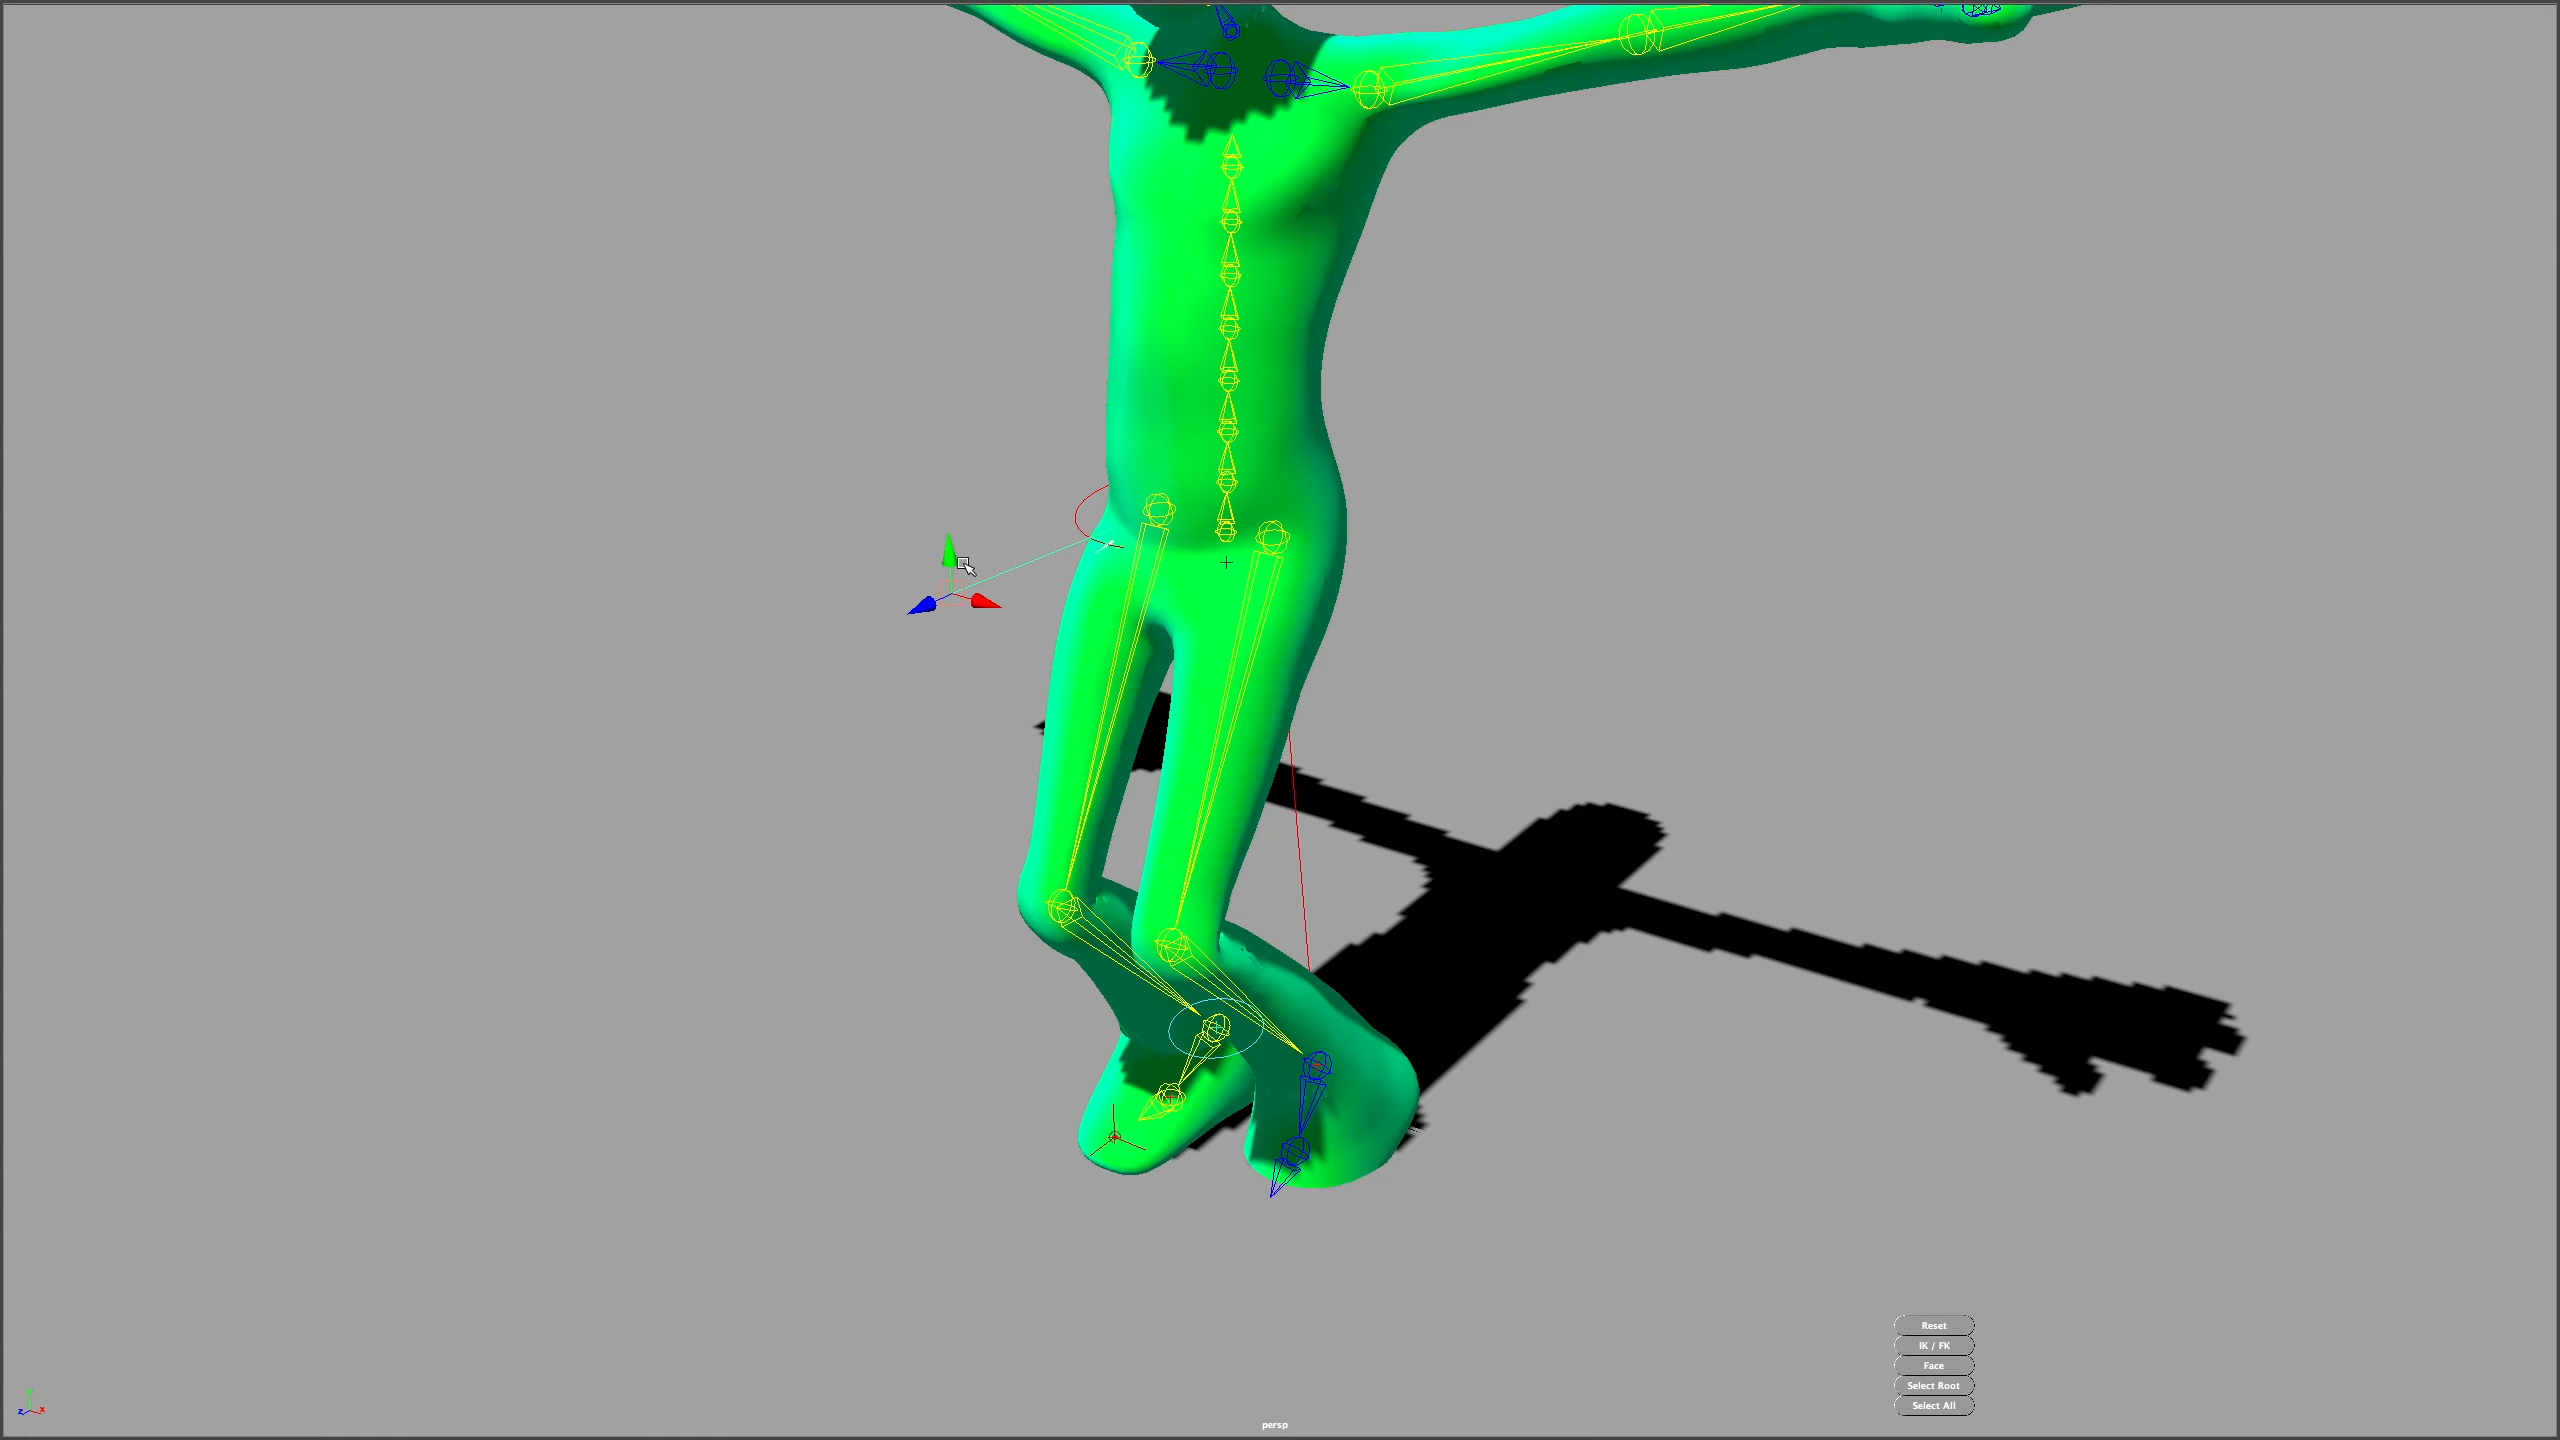 Reset
IK / FK
Face
Select Root
Select All
persp
y
z x